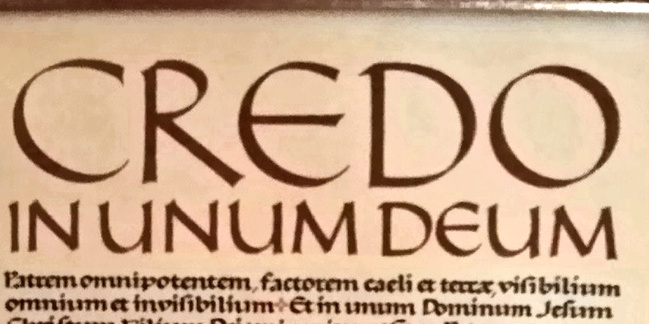 CREDO
IN UNUM DEUM
Patrem omnipotentem, factorem caeli et terræ, visibilium
omnium et invisibilium + Et in unum Dominum Jesum